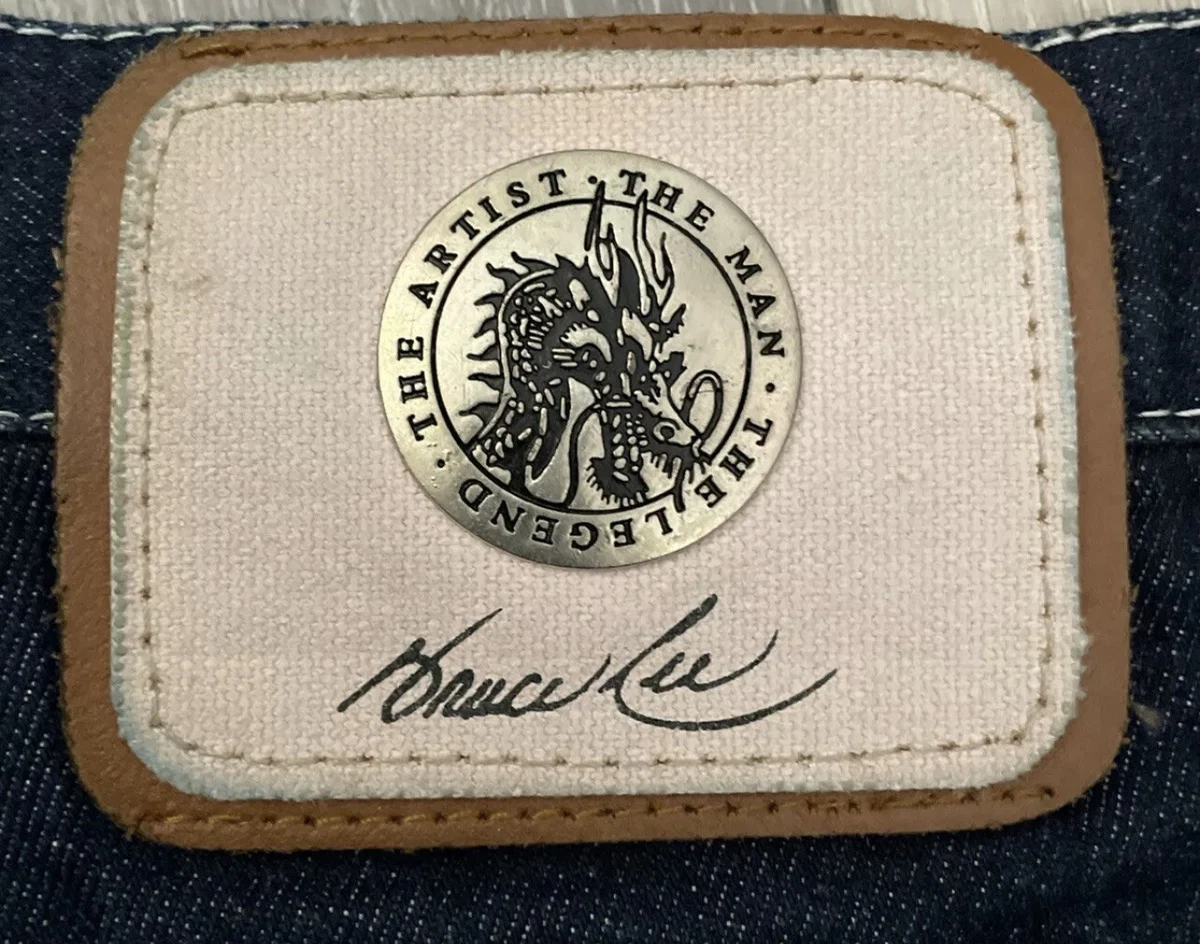 THE ARTIST · THE MAN · THE LEGEND ·
Bruce Lee